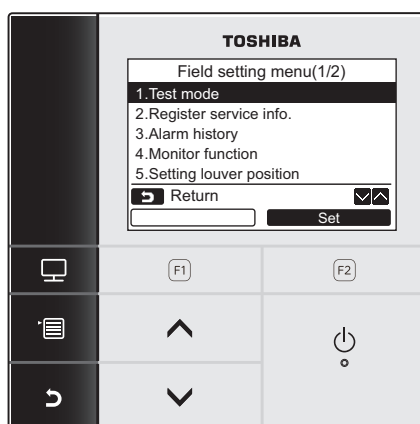 TOSHIBA
Field setting menu(1/2)
1.Test mode
2.Register service info.
3.Alarm history
4.Monitor function
5.Setting louver position
Return
Set
F1 F2